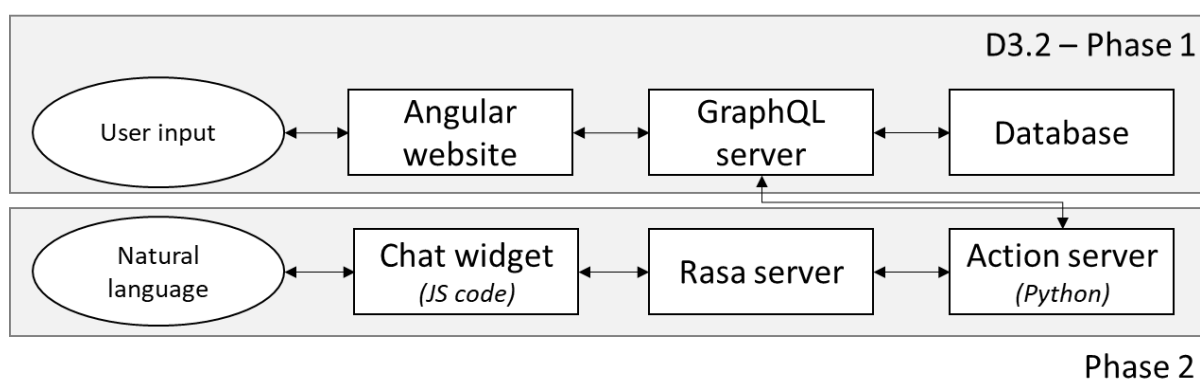 D3.2 – Phase 1
User input
Angular
website
GraphQL
server
Database
Natural
language
Chat widget
(JS code)
Rasa server
Action server
(Python)
Phase 2